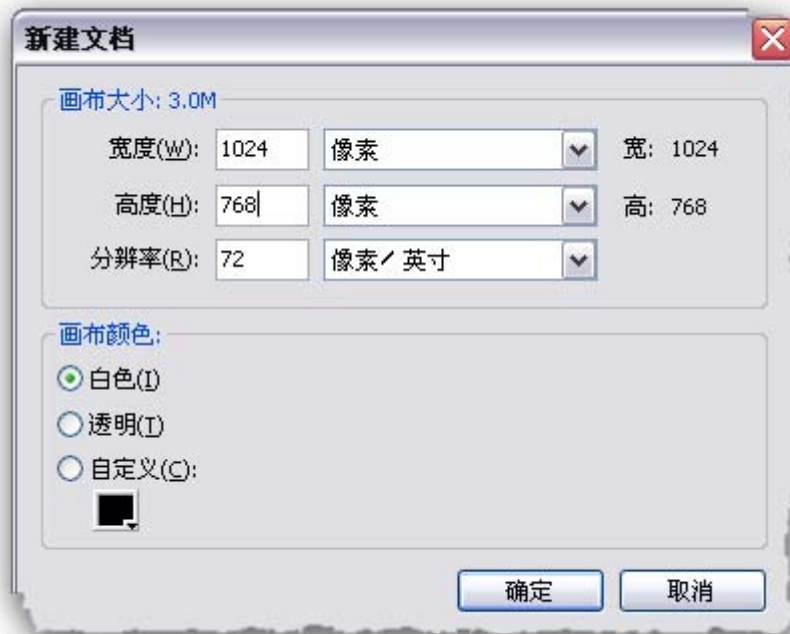 新建文档
画布大小: 3.0M
宽度(W): 1024 像素 宽: 1024
高度(H): 768 像素 高: 768
分辨率(R): 72 像素/英寸
画布颜色:
白色(I)
透明(T)
自定义(C):
确定 取消